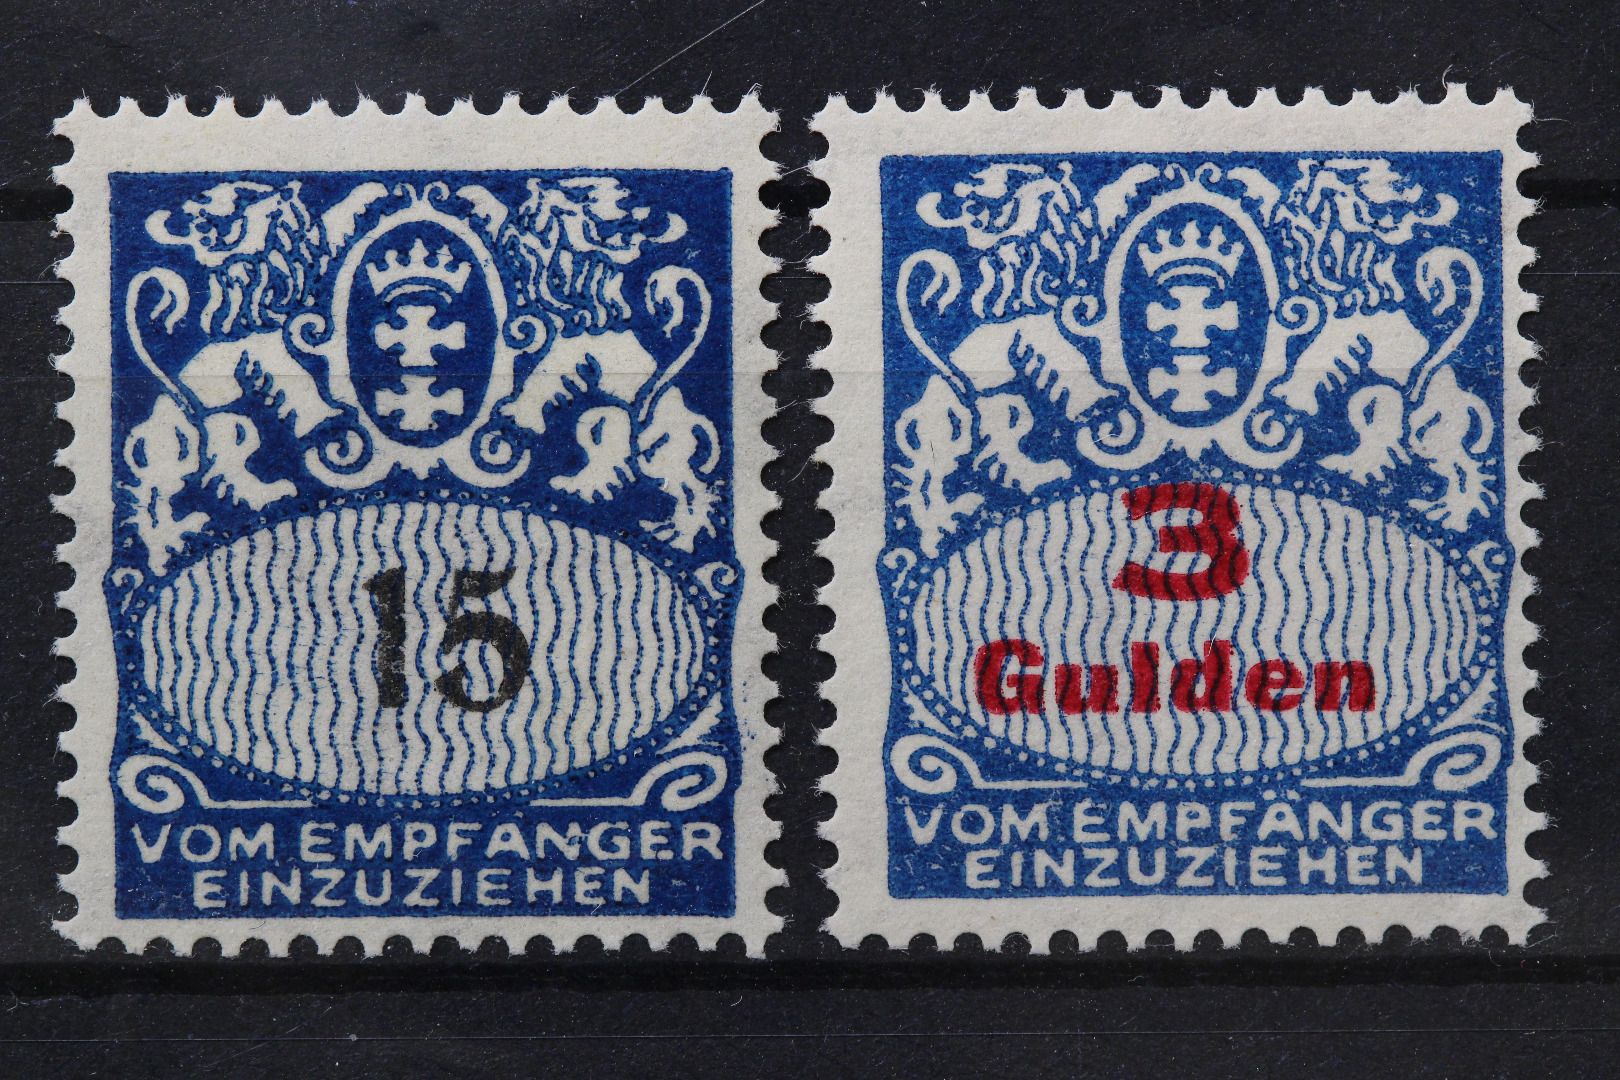 15
VOM EMPFÄNGER
EINZUZIEHEN
3
Gulden
VOM EMPFÄNGER
EINZUZIEHEN